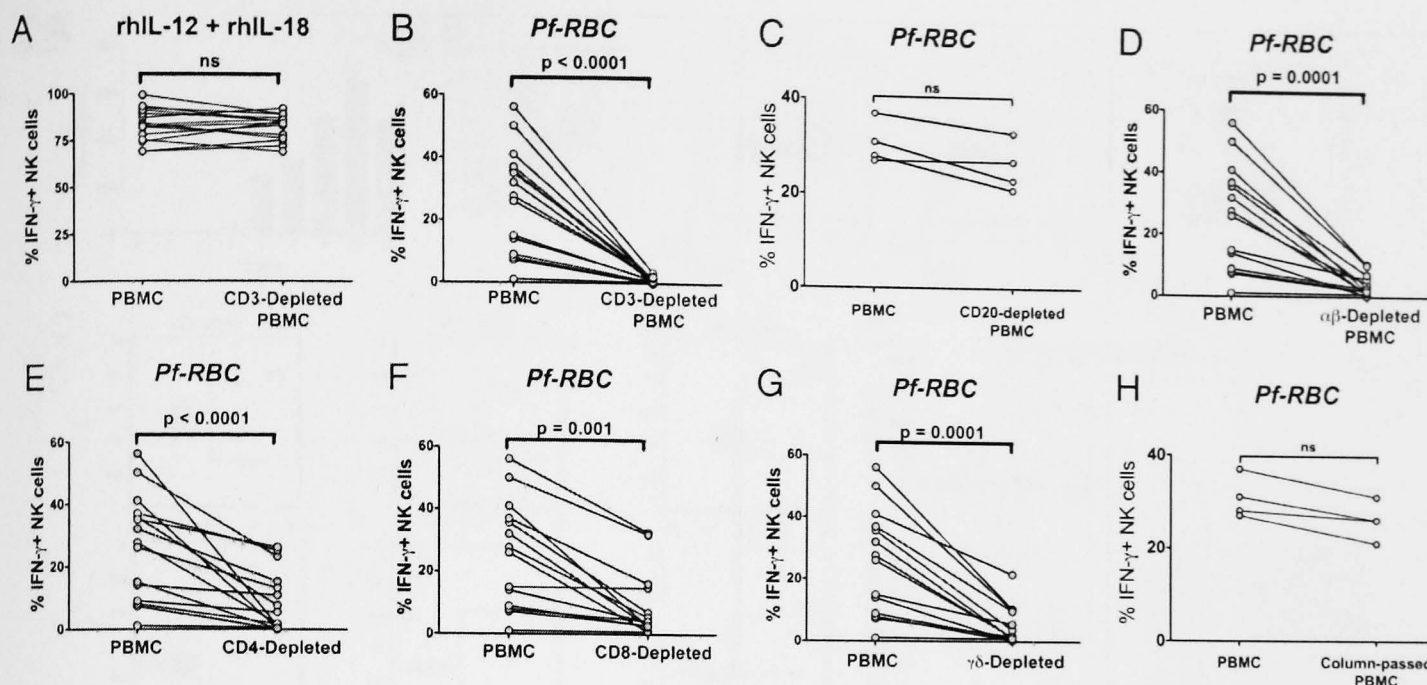 A
rhIL-12 + rhIL-18
ns
% IFN-γ+ NK cells
100
75
50
25
0
PBMC
CD3-Depleted
PBMC
B
Pf-RBC
p < 0.0001
% IFN-γ+ NK cells
60
40
20
0
PBMC
CD3-Depleted
PBMC
C
Pf-RBC
ns
% IFN-γ+ NK cells
40
20
0
PBMC
CD20-depleted
PBMC
D
Pf-RBC
p = 0.0001
% IFN-γ+ NK cells
60
40
20
0
PBMC
αβ-Depleted
PBMC
E
Pf-RBC
p < 0.0001
% IFN-γ+ NK cells
60
40
20
0
PBMC
CD4-Depleted
F
Pf-RBC
p = 0.001
% IFN-γ+ NK cells
60
40
20
0
PBMC
CD8-Depleted
G
Pf-RBC
p = 0.0001
% IFN-γ+ NK cells
60
40
20
0
PBMC
γδ-Depleted
H
Pf-RBC
ns
% IFN-γ+ NK cells
40
20
0
PBMC
Column-passed
PBMC